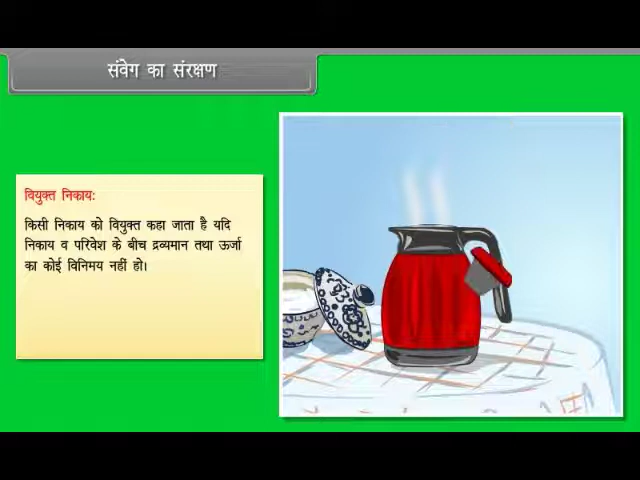 संवेग का संरक्षण
वियुक्त निकाय:
किसी निकाय को वियुक्त कहा जाता है यदि
निकाय व परिवेश के बीच द्रव्यमान तथा ऊर्जा
का कोई विनिमय नहीं हो।